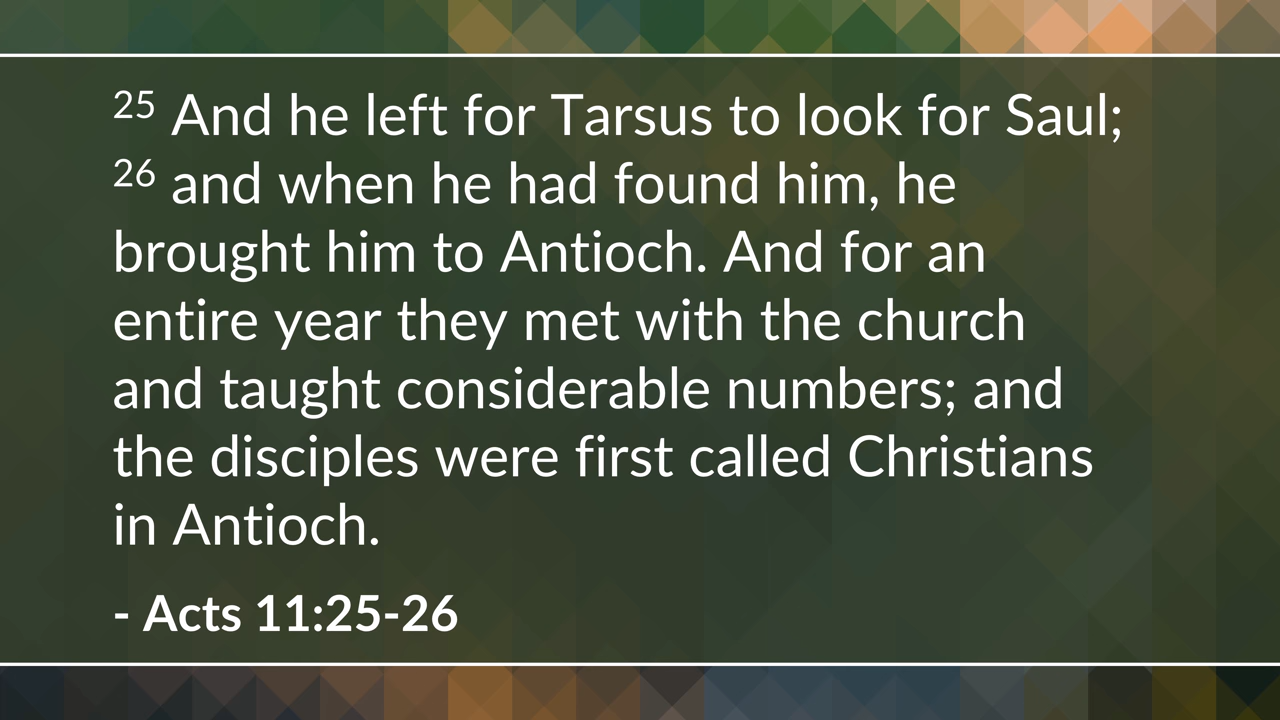 25 And he left for Tarsus to look for Saul;
26 and when he had found him, he
brought him to Antioch. And for an
entire year they met with the church
and taught considerable numbers; and
the disciples were first called Christians
in Antioch.
- Acts 11:25-26